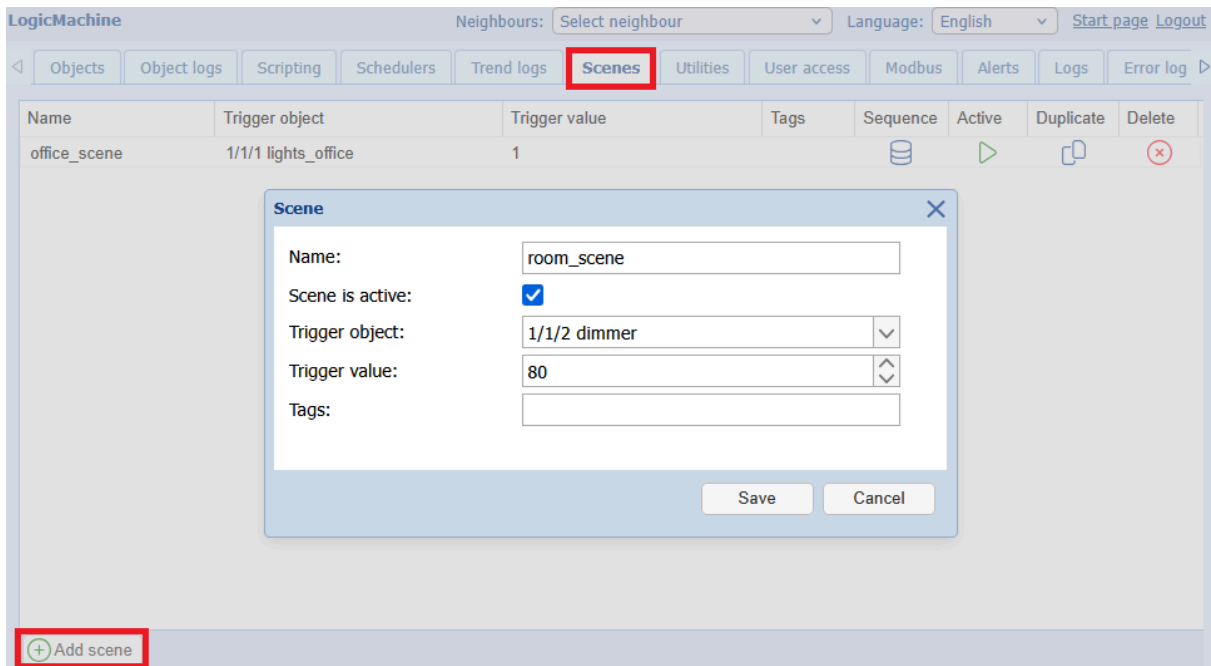 LogicMachine Neighbours: Select neighbour Language: English Start page Logout
Objects Object logs Scripting Schedulers Trend logs Scenes Utilities User access Modbus Alerts Logs Error log
Name Trigger object Trigger value Tags Sequence Active Duplicate Delete
office_scene 1/1/1 lights_office 1
Scene
Name: room_scene
Scene is active:
Trigger object: 1/1/2 dimmer
Trigger value: 80
Tags:
Save Cancel
Add scene